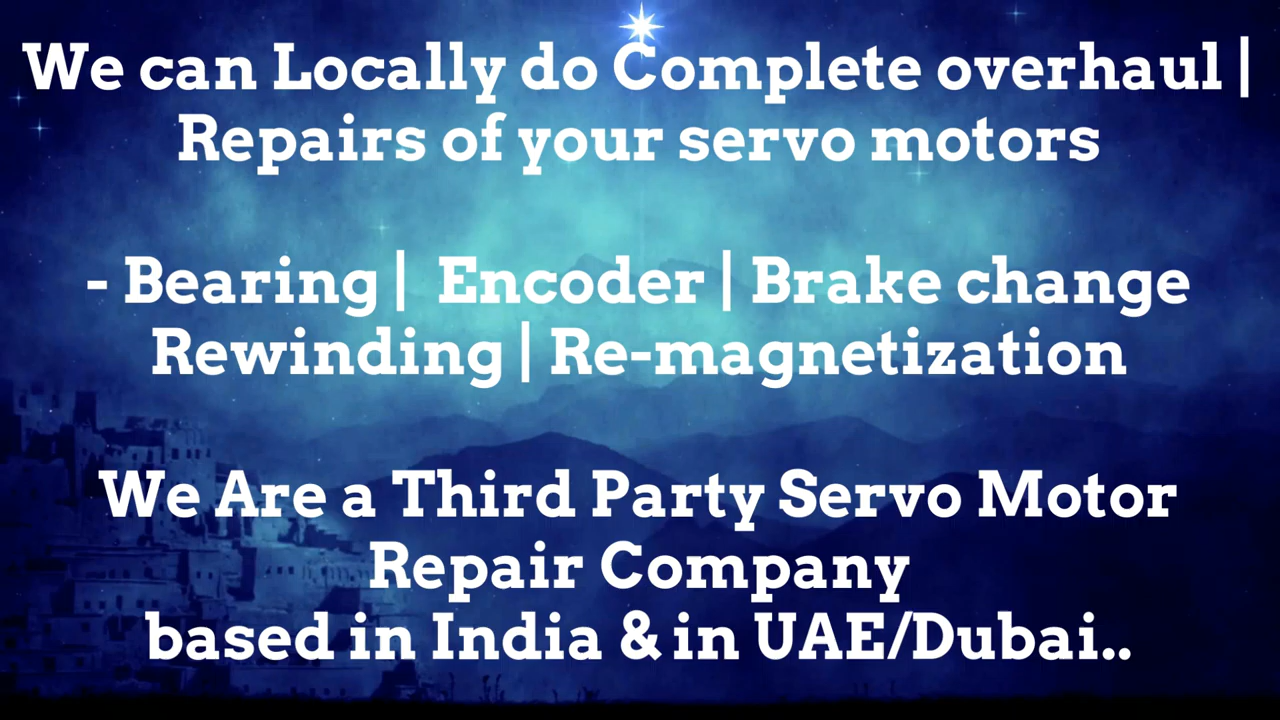 We can Locally do Complete overhaul |
Repairs of your servo motors
- Bearing | Encoder | Brake change
Rewinding | Re-magnetization
We Are a Third Party Servo Motor
Repair Company
based in India & in UAE/Dubai..